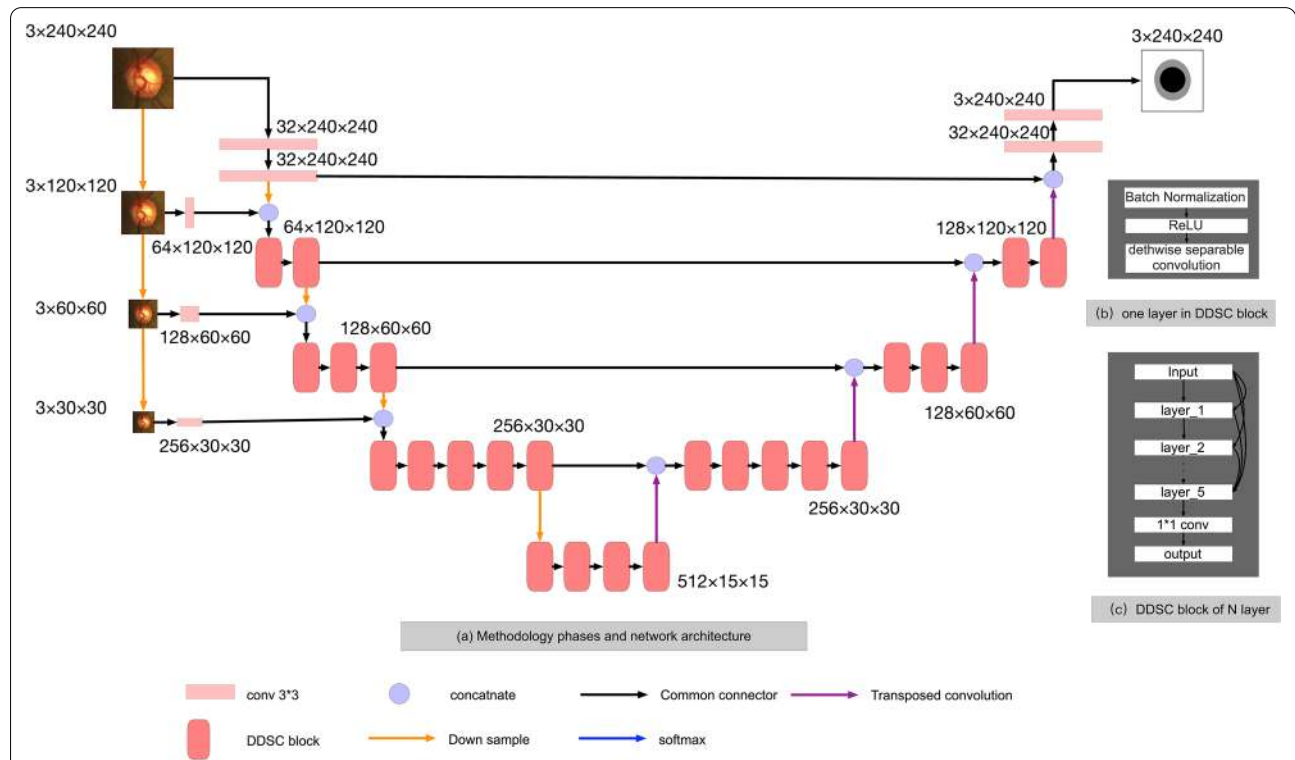 3×240×240
3×240×240
3×240×240
32×240×240
32×240×240
32×240×240
3×120×120
64×120×120
64×120×120
128×120×120
Batch Normalization
ReLU
dethwise separable
convolution
(b) one layer in DDSC block
3×60×60
128×60×60
128×60×60
128×60×60
3×30×30
256×30×30
256×30×30
256×30×30
512×15×15
Input
layer_1
layer_2
layer_5
1*1 conv
output
(c) DDSC block of N layer
(a) Methodology phases and network architecture
conv 3*3
concatnate
Common connector
Transposed convolution
DDSC block
Down sample
softmax